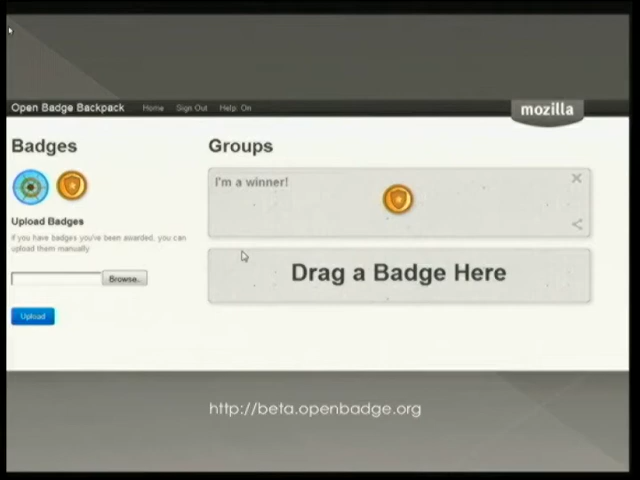 Open Badge Backpack Home Sign Out Help: On
mozilla
Badges
Groups
I'm a winner!
Upload Badges
If you have badges you've been awarded, you can
upload them manually
Browse..
Drag a Badge Here
Upload
http://beta.openbadge.org